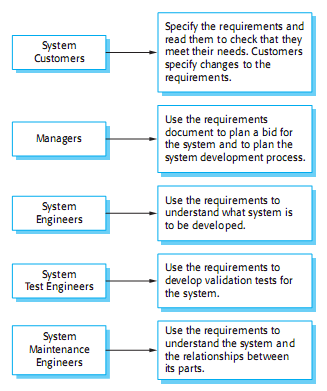 System
Customers
Specify the requirements and
read them to check that they
meet their needs. Customers
specify changes to the
requirements.
Managers
Use the requirements
document to plan a bid for
the system and to plan the
system development process.
System
Engineers
Use the requirements to
understand what system is
to be developed.
System
Test Engineers
Use the requirements to
develop validation tests for
the system.
System
Maintenance
Engineers
Use the requirements to
understand the system and
the relationships between
its parts.